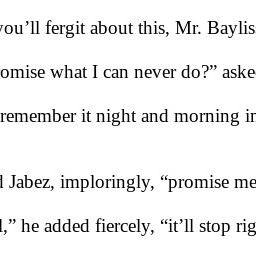 you’ll fergit about this, Mr. Baylis
omise what I can never do?” aske
remember it night and morning in
d Jabez, imploringly, “promise me
l,” he added fiercely, “it’ll stop rig